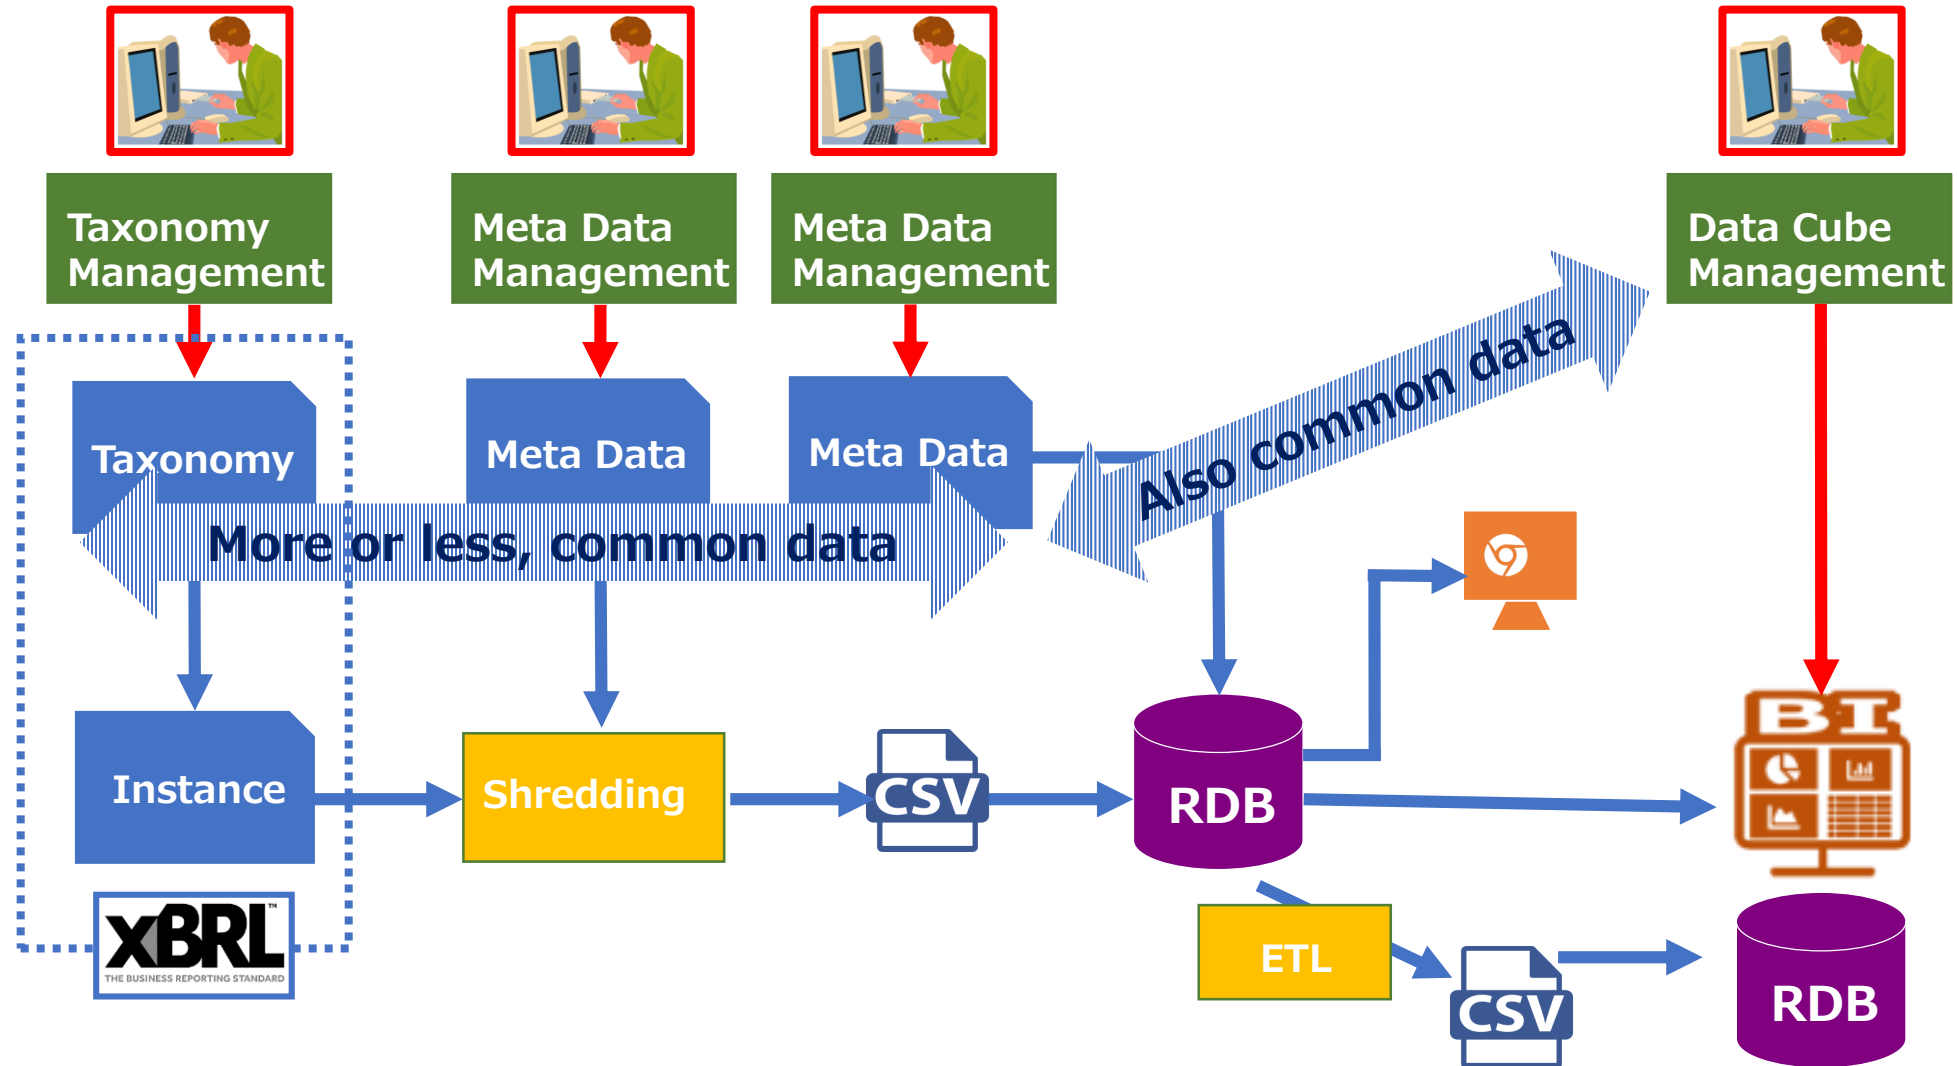 Taxonomy
Management
Meta Data
Management
Meta Data
Management
Data Cube
Management
Taxonomy
Meta Data
Meta Data
Also common data
More or less, common data
Instance
Shredding
CSV
RDB
BI
XBRL™
THE BUSINESS REPORTING STANDARD
ETL
CSV
RDB